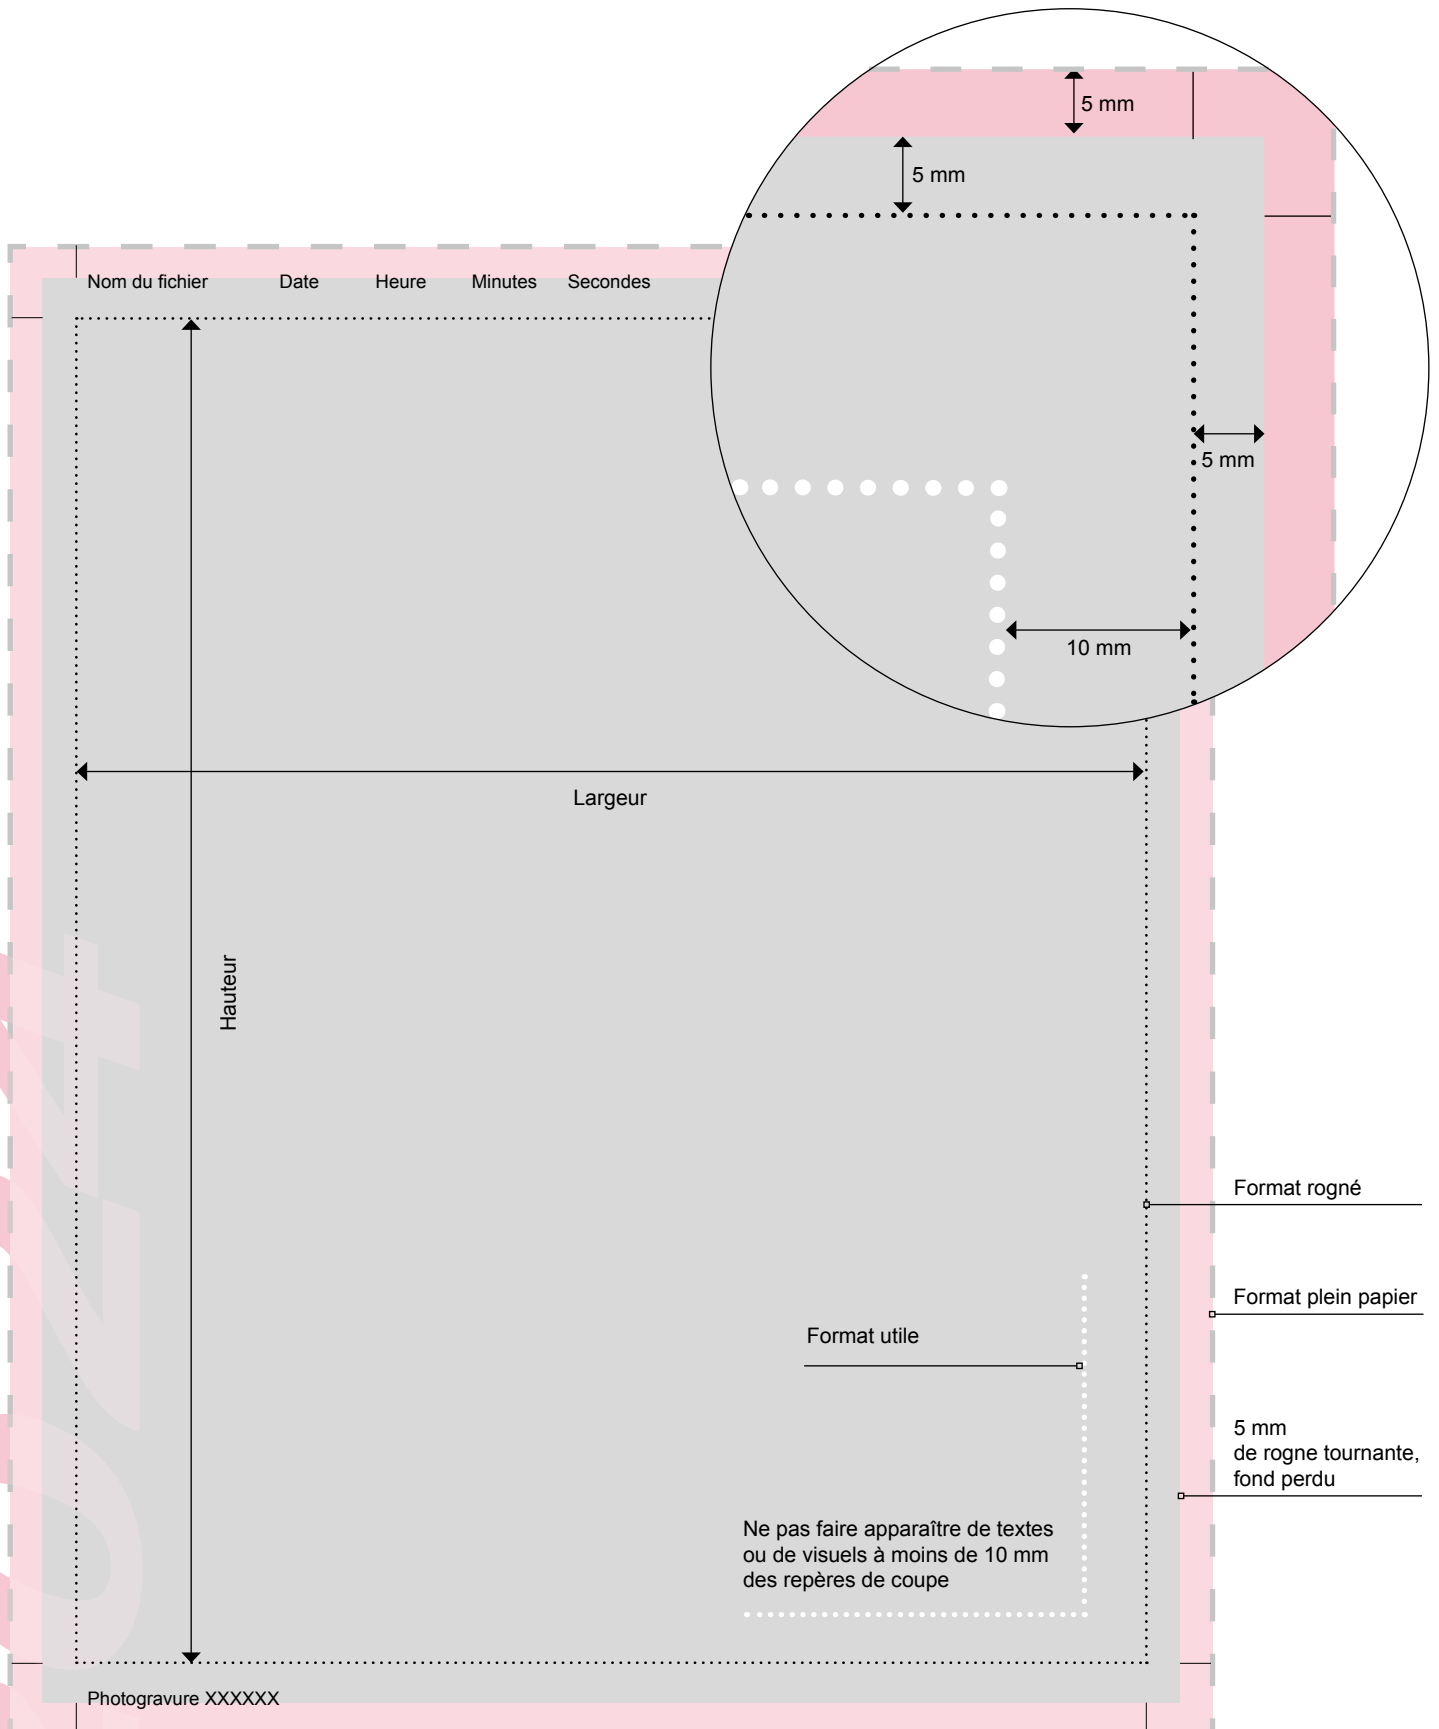 5 mm
5 mm
Nom du fichier Date Heure Minutes Secondes
5 mm
10 mm
Largeur
Hauteur
Format rogné
Format plein papier
Format utile
5 mm
de rogne tournante,
fond perdu
Ne pas faire apparaître de textes
ou de visuels à moins de 10 mm
des repères de coupe
Photogravure XXXXXX